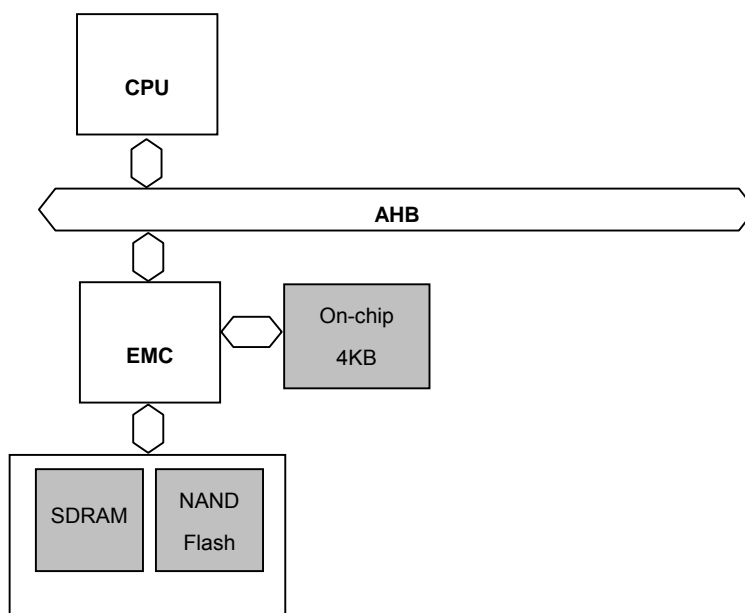 CPU
AHB
EMC
On-chip
4KB
SDRAM
NAND
Flash